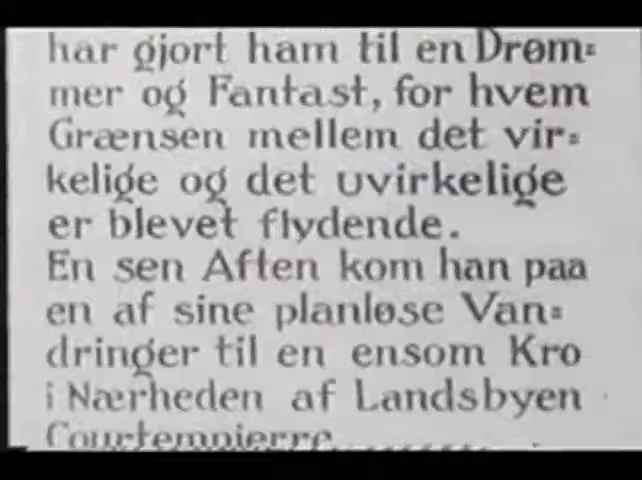 har gjort ham til en Drøm=
mer og Fantast, for hvem
Grænsen mellem det vir=
kelige og det uvirkelige
er blevet flydende.
En sen Aften kom han paa
en af sine planløse Van=
dringer til en ensom Kro
i Nærheden af Landsbyen
Courtempierre